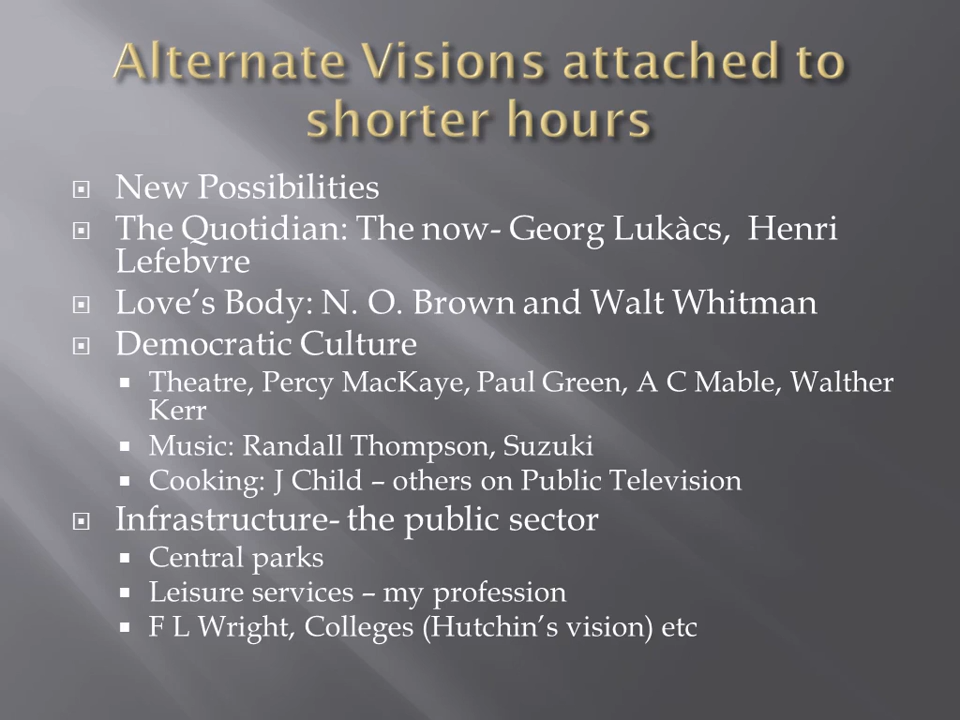 Alternate Visions attached to
shorter hours
New Possibilities
The Quotidian: The now- Georg Lukàcs,  Henri
Lefebvre
Love’s Body: N. O. Brown and Walt Whitman
Democratic Culture
Theatre, Percy MacKaye, Paul Green, A C Mable, Walther
Kerr
Music: Randall Thompson, Suzuki
Cooking: J Child – others on Public Television
Infrastructure- the public sector
Central parks
Leisure services – my profession
F L Wright, Colleges (Hutchin’s vision) etc